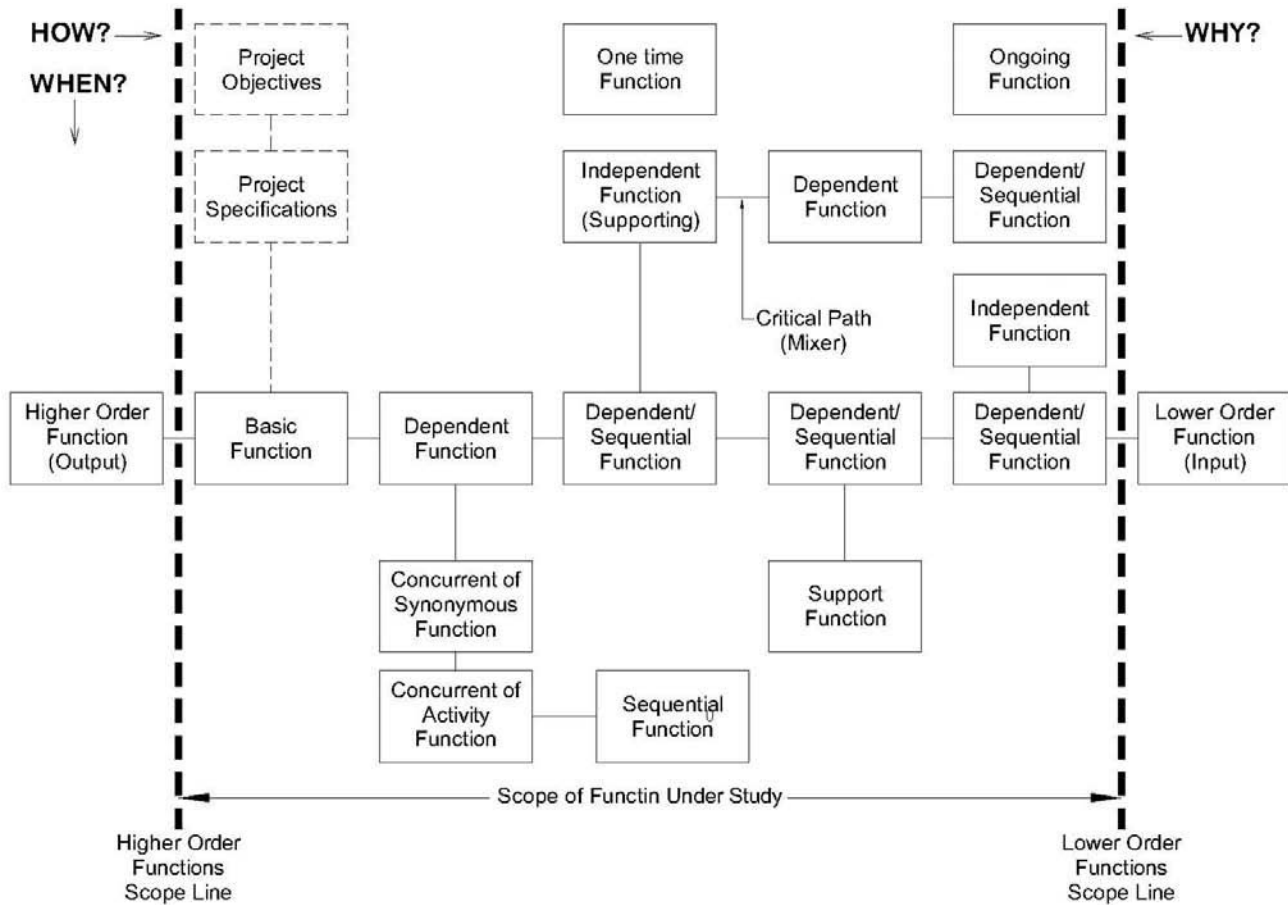 HOW?
WHEN?
WHY?
Project
Objectives
One time
Function
Ongoing
Function
Project
Specifications
Independent
Function
(Supporting)
Dependent
Function
Dependent/
Sequential
Function
Critical Path
(Mixer)
Independent
Function
Higher Order
Function
(Output)
Basic
Function
Dependent
Function
Dependent/
Sequential
Function
Dependent/
Sequential
Function
Dependent/
Sequential
Function
Lower Order
Function
(Input)
Concurrent of
Synonymous
Function
Support
Function
Concurrent of
Activity
Function
Sequential
Function
Scope of Functin Under Study
Higher Order
Functions
Scope Line
Lower Order
Functions
Scope Line